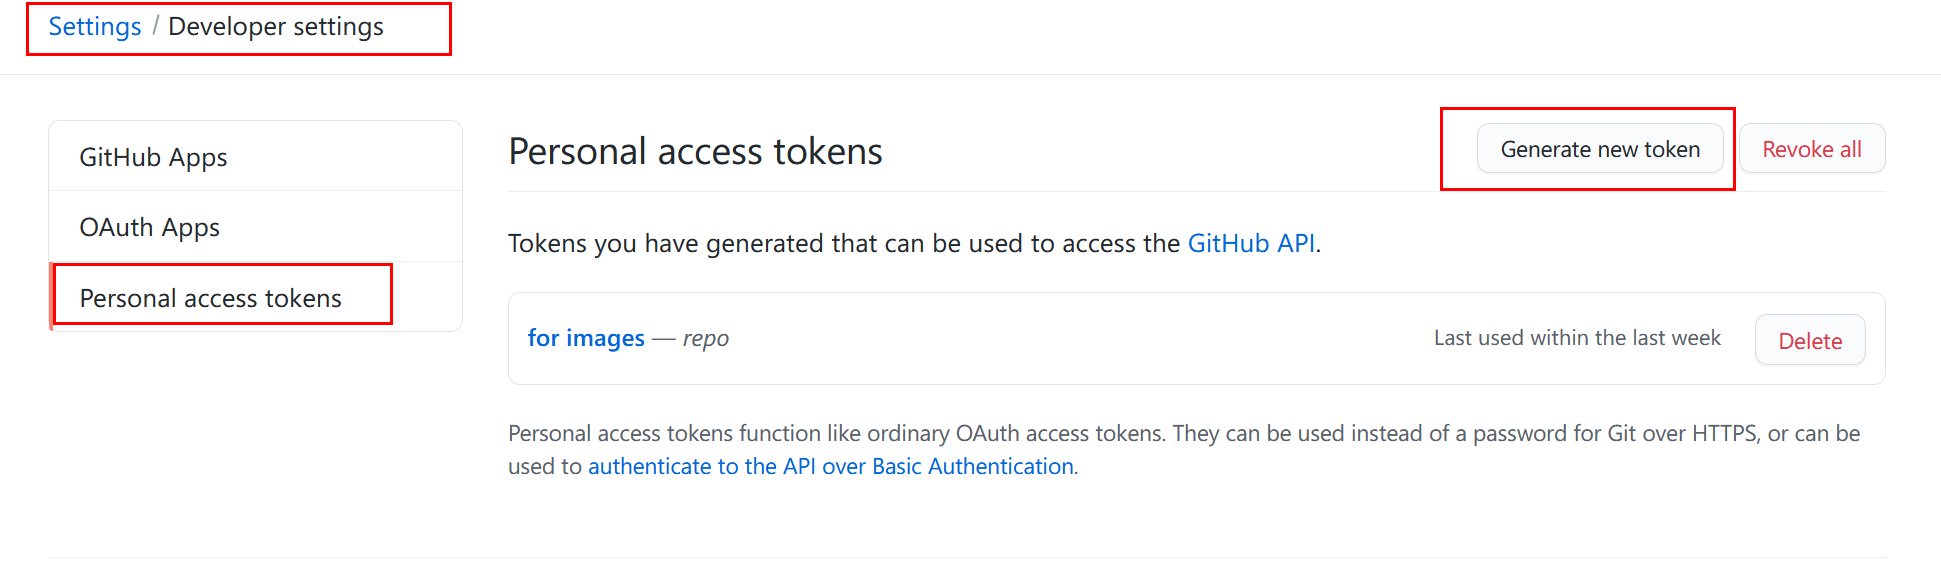 Settings / Developer settings
GitHub Apps
OAuth Apps
Personal access tokens
Personal access tokens
Generate new token
Revoke all
Tokens you have generated that can be used to access the GitHub API.
for images — repo
Last used within the last week
Delete
Personal access tokens function like ordinary OAuth access tokens. They can be used instead of a password for Git over HTTPS, or can be
used to authenticate to the API over Basic Authentication.